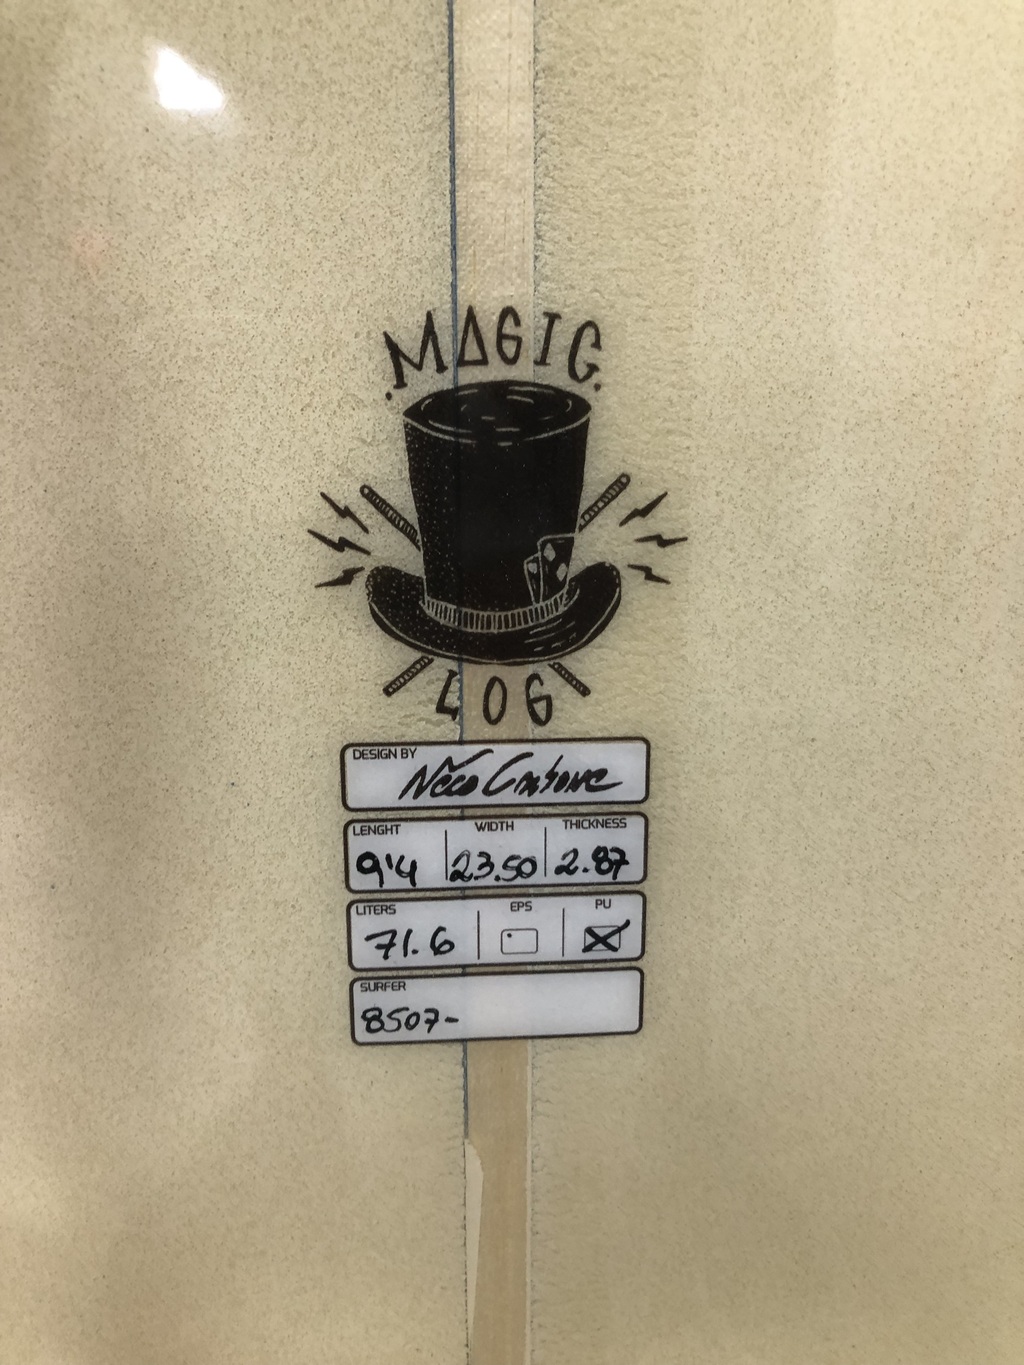 .MAGIC.
LOG
DESIGN BY
Neco Carbone
LENGHT WIDTH THICKNESS
9'4 23.50 2.87
LITERS EPS PU
71.6
SURFER
8507-